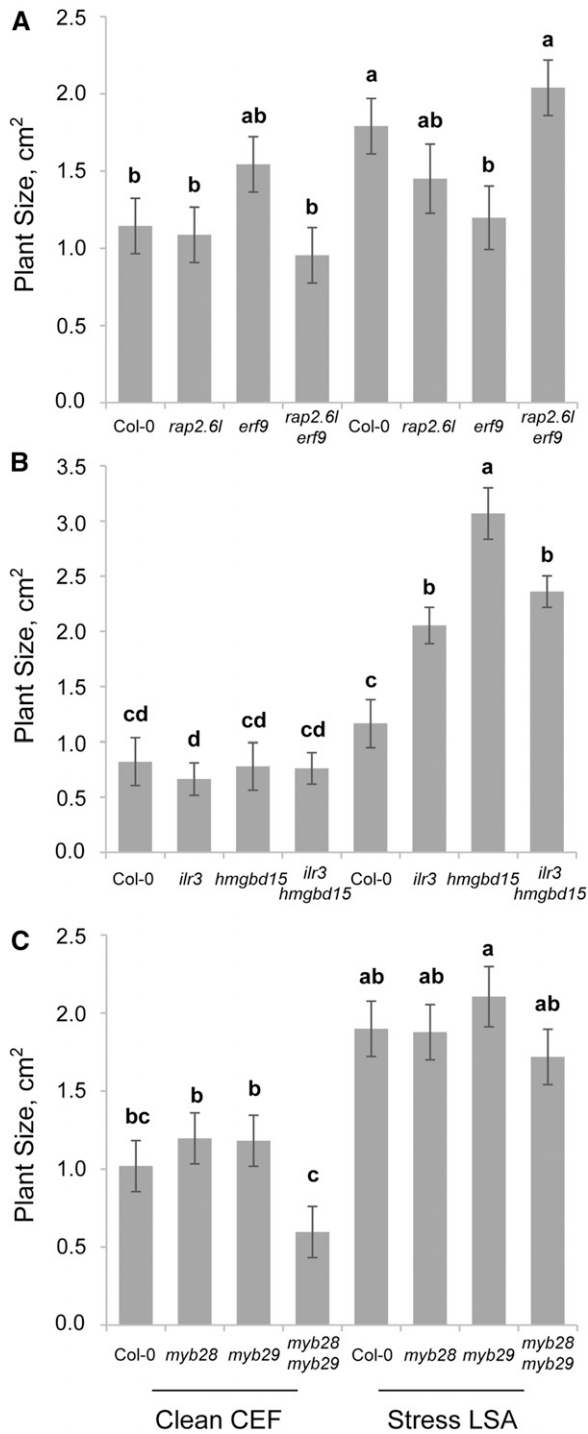 A
Plant Size, cm²
2.5
2.0
1.5
1.0
0.5
0.0
b
b
ab
b
a
ab
b
a
Col-0 rap2.6l erf9 rap2.6l Col-0 rap2.6l erf9 rap2.6l
erf9 erf9
B
Plant Size, cm²
3.5
3.0
2.5
2.0
1.5
1.0
0.5
0.0
cd
d
cd
cd
c
b
a
b
Col-0 ilr3 hmgbd15 ilr3 Col-0 ilr3 hmgbd15 ilr3
hmgbd15 hmgbd15
C
Plant Size, cm²
2.5
2.0
1.5
1.0
0.5
0.0
bc
b
b
c
ab
ab
a
ab
Col-0 myb28 myb29 myb28 Col-0 myb28 myb29 myb28
myb29 myb29
Clean CEF Stress LSA